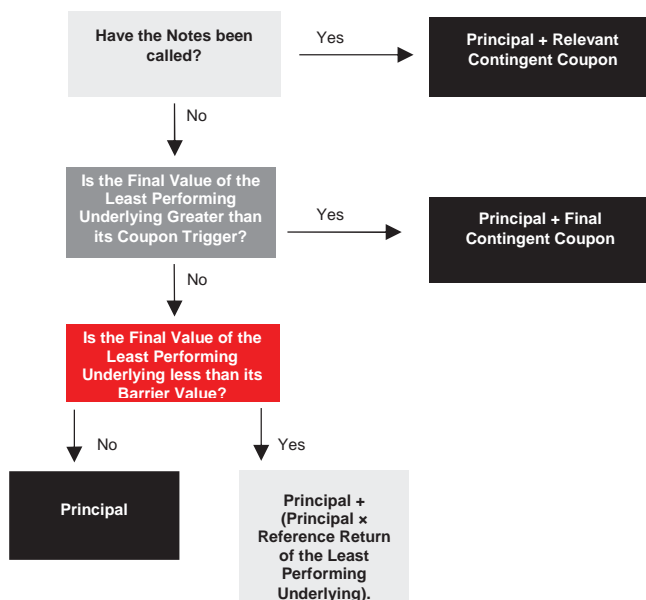 Have the Notes been
called?
Yes
Principal + Relevant
Contingent Coupon
No
Is the Final Value of the
Least Performing
Underlying Greater than
its Coupon Trigger?
Yes
Principal + Final
Contingent Coupon
No
Is the Final Value of the
Least Performing
Underlying less than its
Barrier Value?
No
Yes
Principal
Principal +
(Principal ×
Reference Return
of the Least
Performing
Underlying).